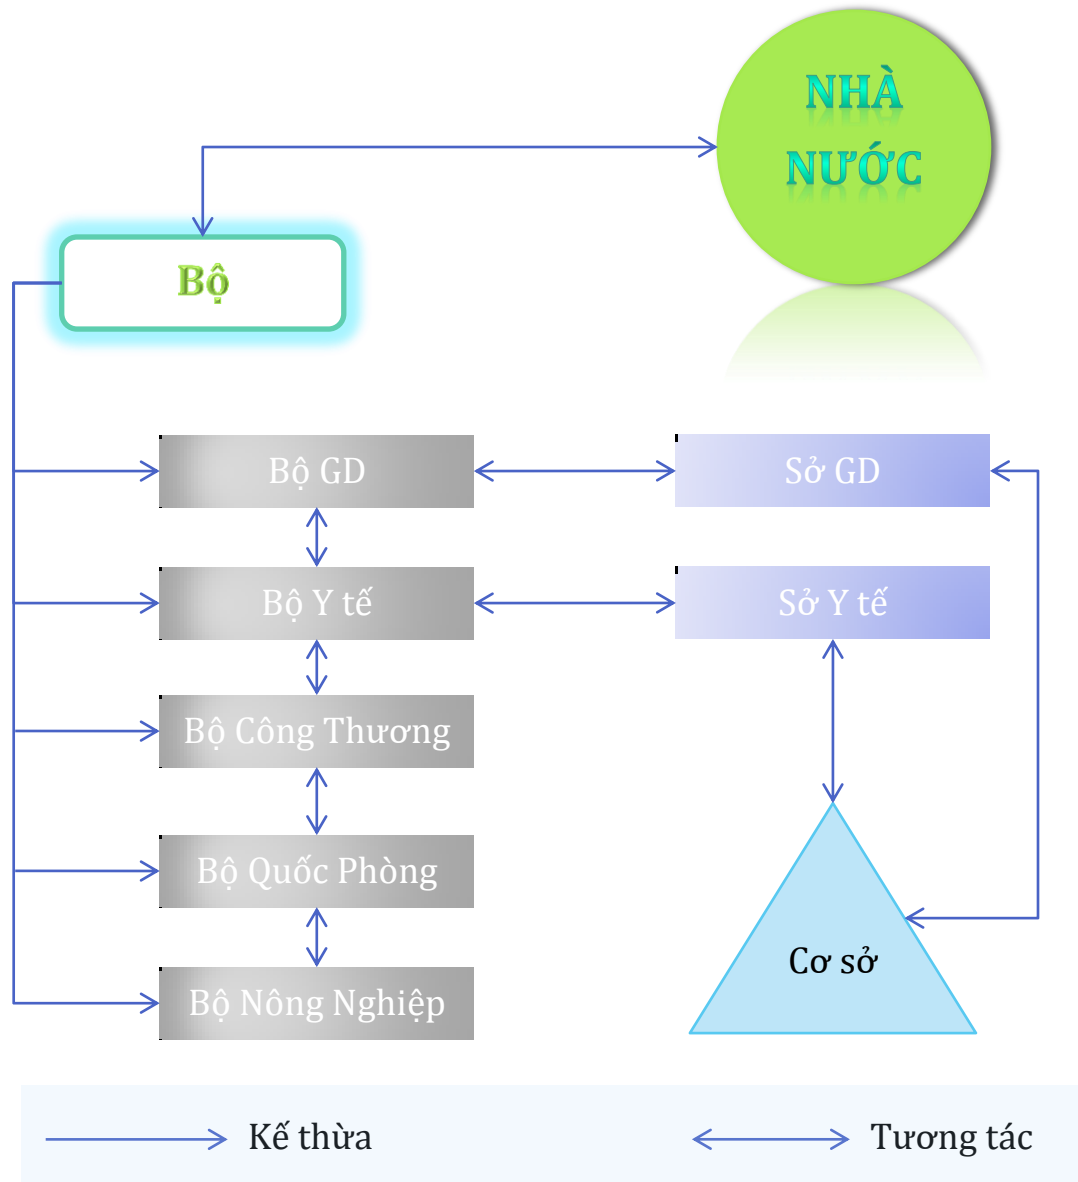 NHÀ
NƯỚC
Bộ
Bộ GD
Sở GD
Bộ Y tế
Sở Y tế
Bộ Công Thương
Bộ Quốc Phòng
Cơ sở
Bộ Nông Nghiệp
Kế thừa
Tương tác